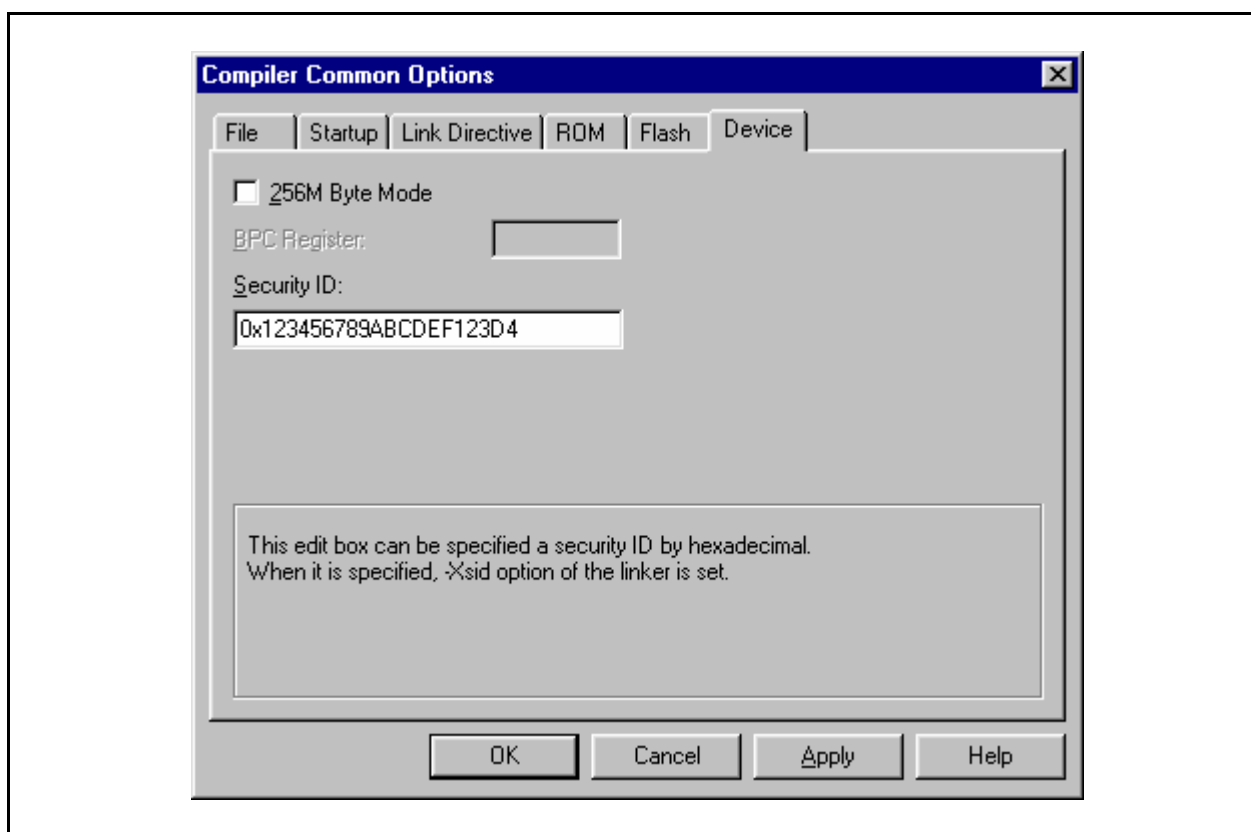 Compiler Common Options
File
Startup
Link Directive
ROM
Flash
Device
256M Byte Mode
BPC Register:
Security ID:
0x123456789ABCDEF123D4
This edit box can be specified a security ID by hexadecimal.
When it is specified, -Xsid option of the linker is set.
OK
Cancel
Apply
Help